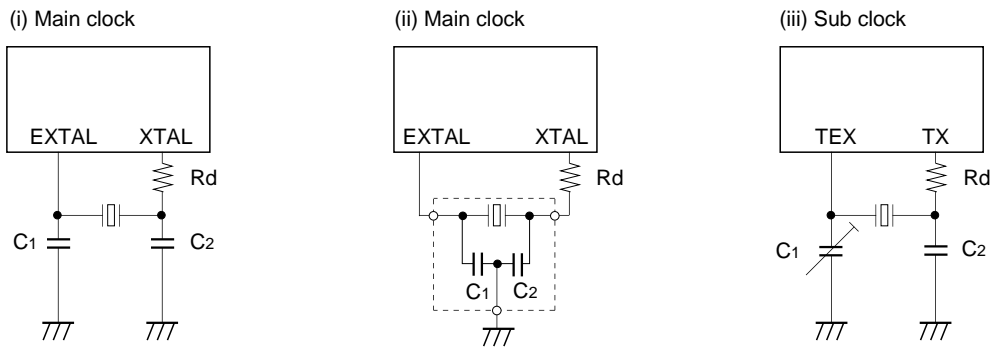 (i) Main clock
EXTAL XTAL
Rd
C1
C2
(ii) Main clock
EXTAL XTAL
Rd
C1 C2
(iii) Sub clock
TEX TX
Rd
C1
C2